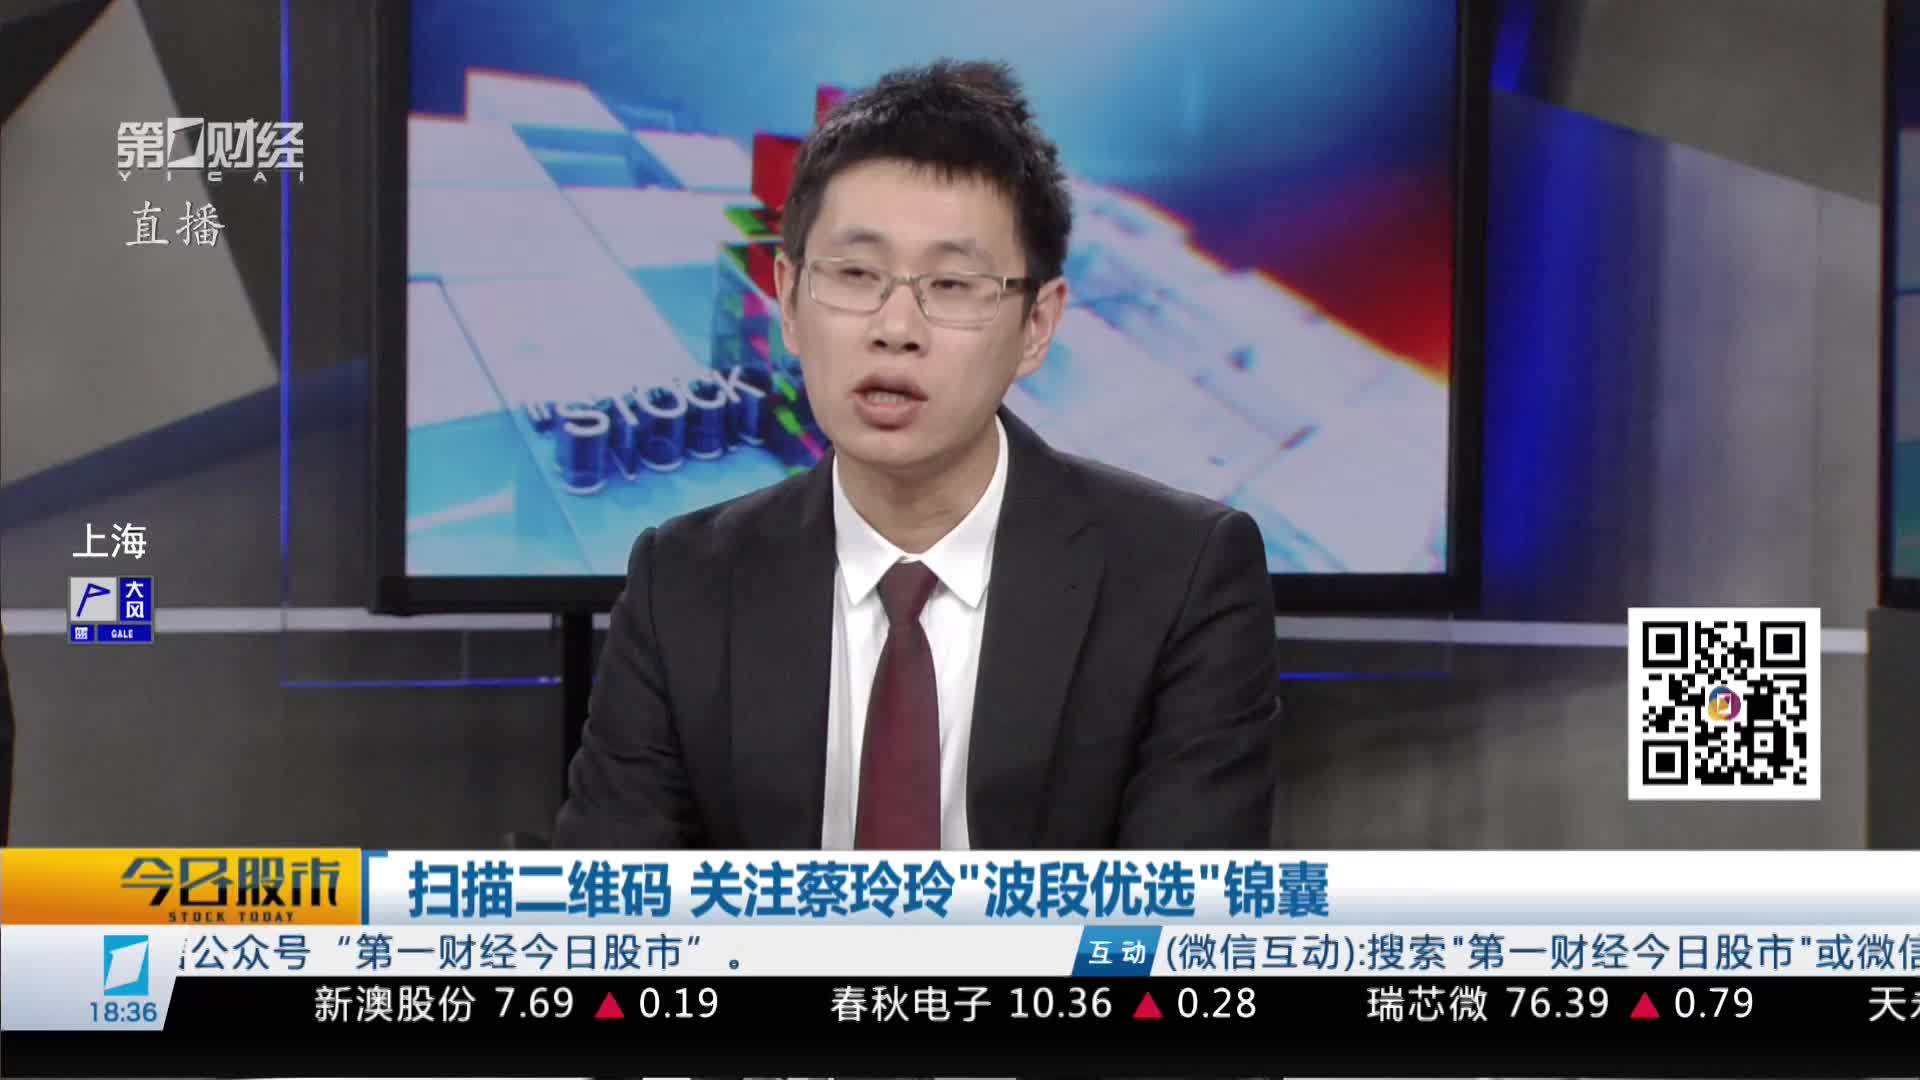 第1财经
YICAI
直播
"STOCK
上海
大风
蓝
GALE
今日股市
STOCK TODAY
扫描二维码 关注蔡玲玲"波段优选"锦囊
公众号“第一财经今日股市”。
互动
(微信互动):搜索"第一财经今日股市"或微信
18:36
新澳股份 7.69 ▲ 0.19
春秋电子 10.36 ▲ 0.28
瑞芯微 76.39 ▲ 0.79